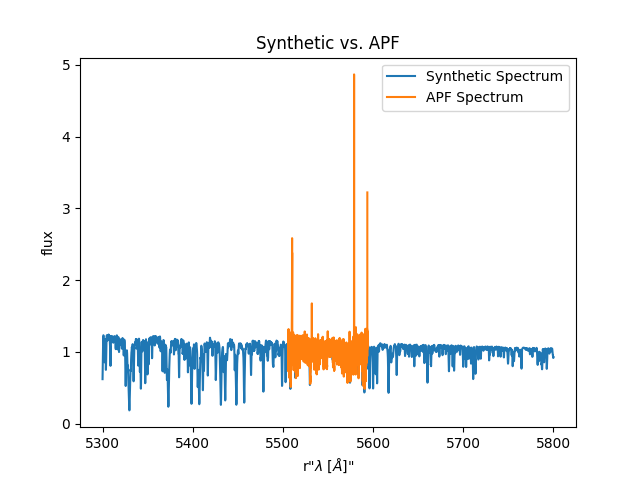 Synthetic vs. APF
Synthetic Spectrum
APF Spectrum
5
4
3
2
1
0
flux
5300 5400 5500 5600 5700 5800
r"λ [Å]"